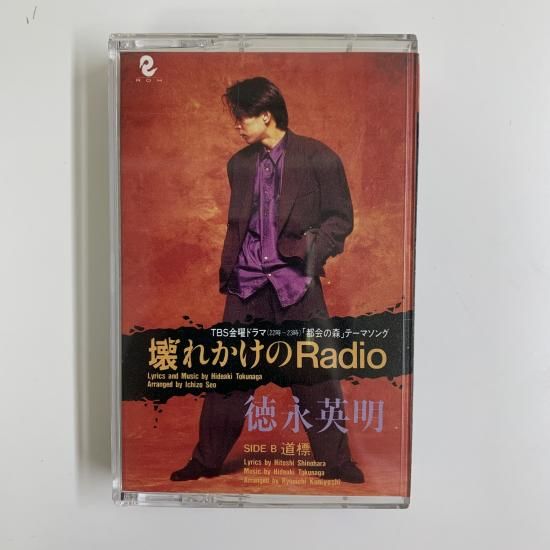 ROH
TBS金曜ドラマ(22時〜23時)「都会の森」テーマソング
壊れかけのRadio
Lyrics and Music by Hideaki Tokunaga
Arranged by Ichizo Seo
徳永英明
SIDE B 道標
Lyrics by Hitoshi Shinohara
Music by Hideaki Tokunaga
Arranged by Ryouichi Kuniyoshi